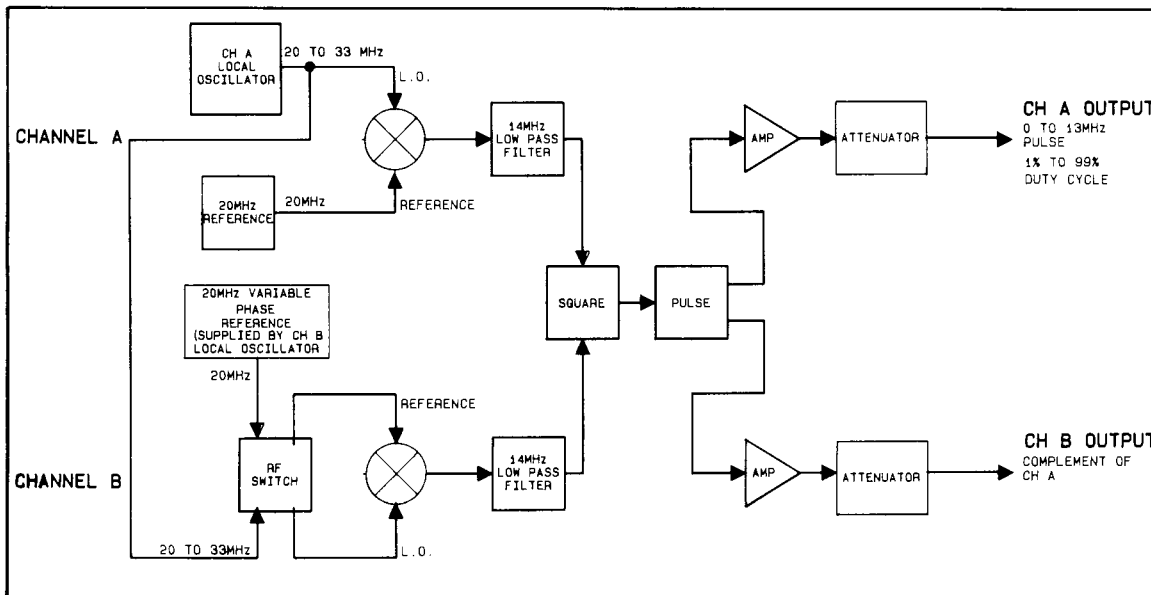 CH A
LOCAL
OSCILLATOR
20 TO 33 MHz
L.O.
CHANNEL A
14MHz
LOW PASS
FILTER
AMP
ATTENUATOR
CH A OUTPUT
0 TO 13MHz
PULSE
1% TO 99%
DUTY CYCLE
20MHz
REFERENCE
20MHz
REFERENCE
SQUARE
PULSE
20MHz VARIABLE
PHASE
REFERENCE
(SUPPLIED BY CH B
LOCAL OSCILLATOR
20MHz
REFERENCE
RF
SWITCH
CHANNEL B
14MHz
LOW PASS
FILTER
AMP
ATTENUATOR
CH B OUTPUT
COMPLEMENT OF
CH A
20 TO 33MHz
L.O.